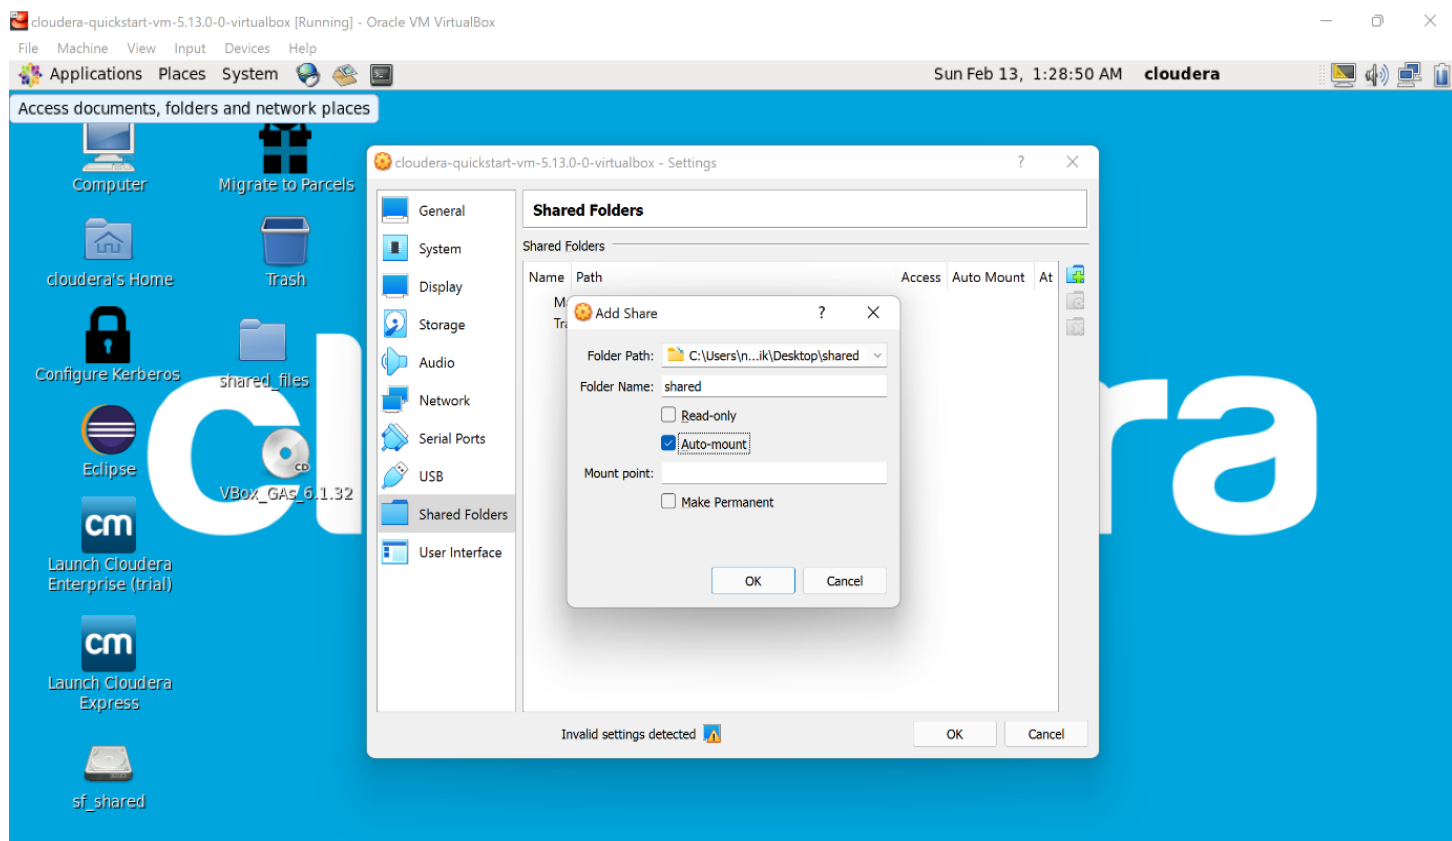 cloudera-quickstart-vm-5.13.0-0-virtualbox [Running] - Oracle VM VirtualBox
File Machine View Input Devices Help
Applications Places System Sun Feb 13, 1:28:50 AM cloudera
Access documents, folders and network places
Computer
Migrate to Parcels
cloudera's Home
Trash
Configure Kerberos
shared_files
Eclipse
CD
VBox_GAs_6.1.32
cm
Launch Cloudera
Enterprise (trial)
cm
Launch Cloudera
Express
sf_shared
cloudera-quickstart-vm-5.13.0-0-virtualbox - Settings ?
General
System
Display
Storage
Audio
Network
Serial Ports
USB
Shared Folders
User Interface
Shared Folders
Shared Folders
Name Path Access Auto Mount At
Add Share ?
Folder Path: C:\Users\n...ik\Desktop\shared
Folder Name: shared
Read-only
Auto-mount
Mount point:
Make Permanent
OK Cancel
Invalid settings detected OK Cancel
ra